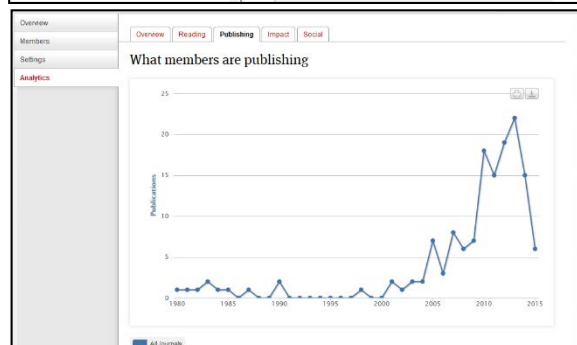 Overview
Members
Settings
Analytics
Overview Reading Publishing Impact Social
What members are publishing
25
20
15
10
5
0
Publications
1980 1985 1990 1995 2000 2005 2010 2015
All Journals